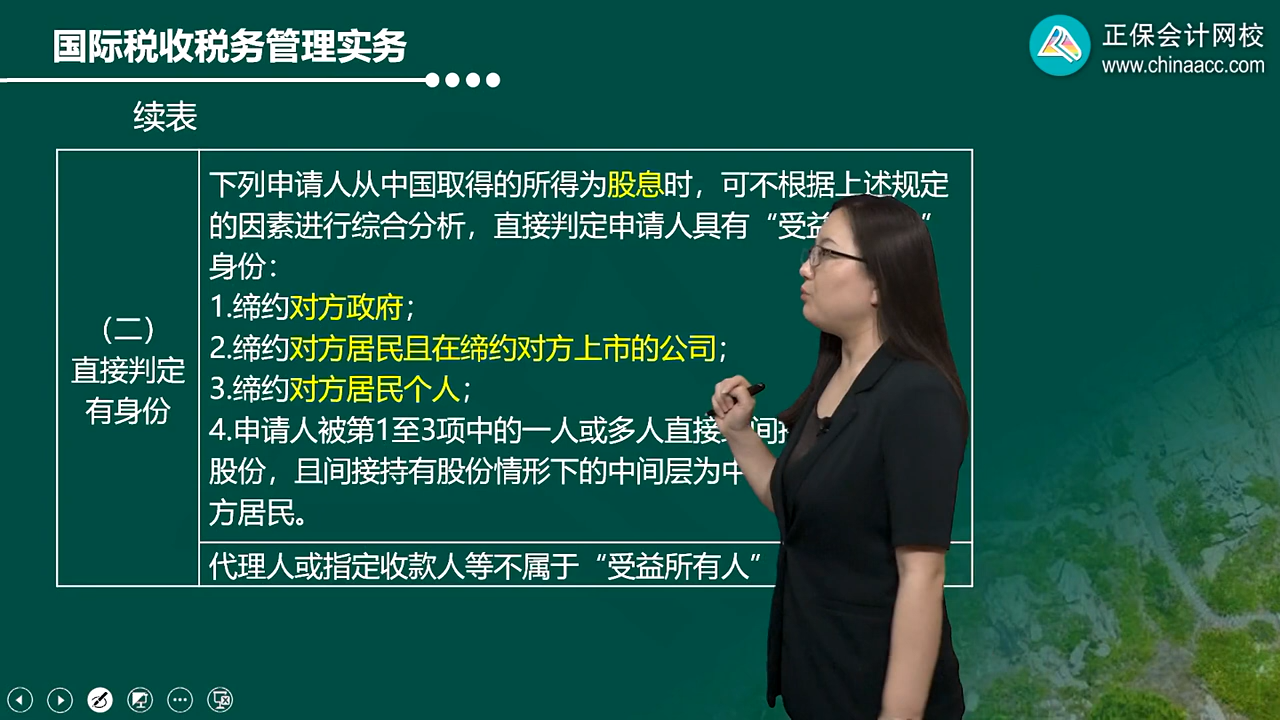 国际税收税务管理实务
正保会计网校
www.chinaacc.com
续表
（二）
直接判定
有身份
下列申请人从中国取得的所得为股息时，可不根据上述规定
的因素进行综合分析，直接判定申请人具有“受益”
身份：
1.缔约对方政府；
2.缔约对方居民且在缔约对方上市的公司；
3.缔约对方居民个人；
4.申请人被第1至3项中的一人或多人直接间
股份，且间接持有股份情形下的中间层为中
方居民。
代理人或指定收款人等不属于“受益所有人”